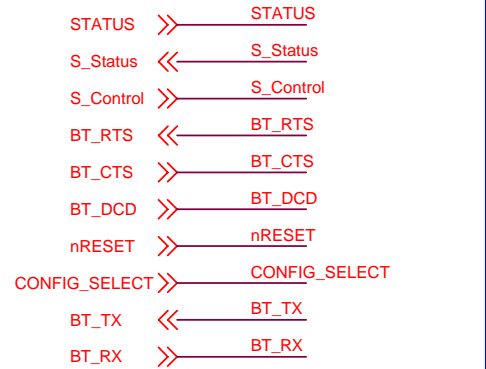 STATUS STATUS
S_Status S_Status
S_Control S_Control
BT_RTS BT_RTS
BT_CTS BT_CTS
BT_DCD BT_DCD
nRESET nRESET
CONFIG_SELECT CONFIG_SELECT
BT_TX BT_TX
BT_RX BT_RX